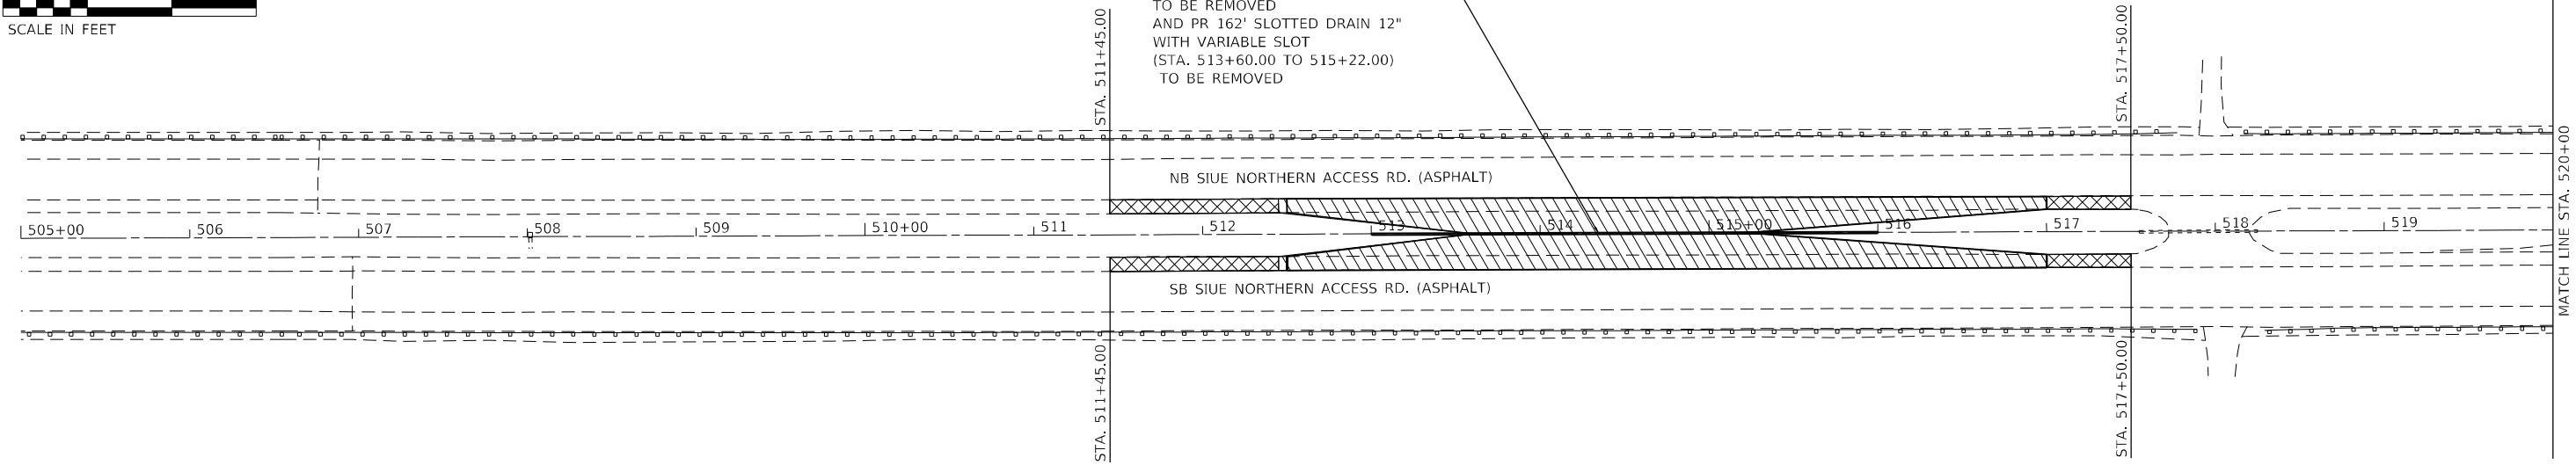 SCALE IN FEET
TO BE REMOVED
AND PR 162' SLOTTED DRAIN 12"
WITH VARIABLE SLOT
(STA. 513+60.00 TO 515+22.00)
TO BE REMOVED
STA. 511+45.00
STA. 517+50.00
NB SIUE NORTHERN ACCESS RD. (ASPHALT)
505+00 506 507 508 509 510+00 511 512 513 514 515+00 516 517 518 519
SB SIUE NORTHERN ACCESS RD. (ASPHALT)
STA. 511+45.00
STA. 517+50.00
MATCH LINE STA. 520+00